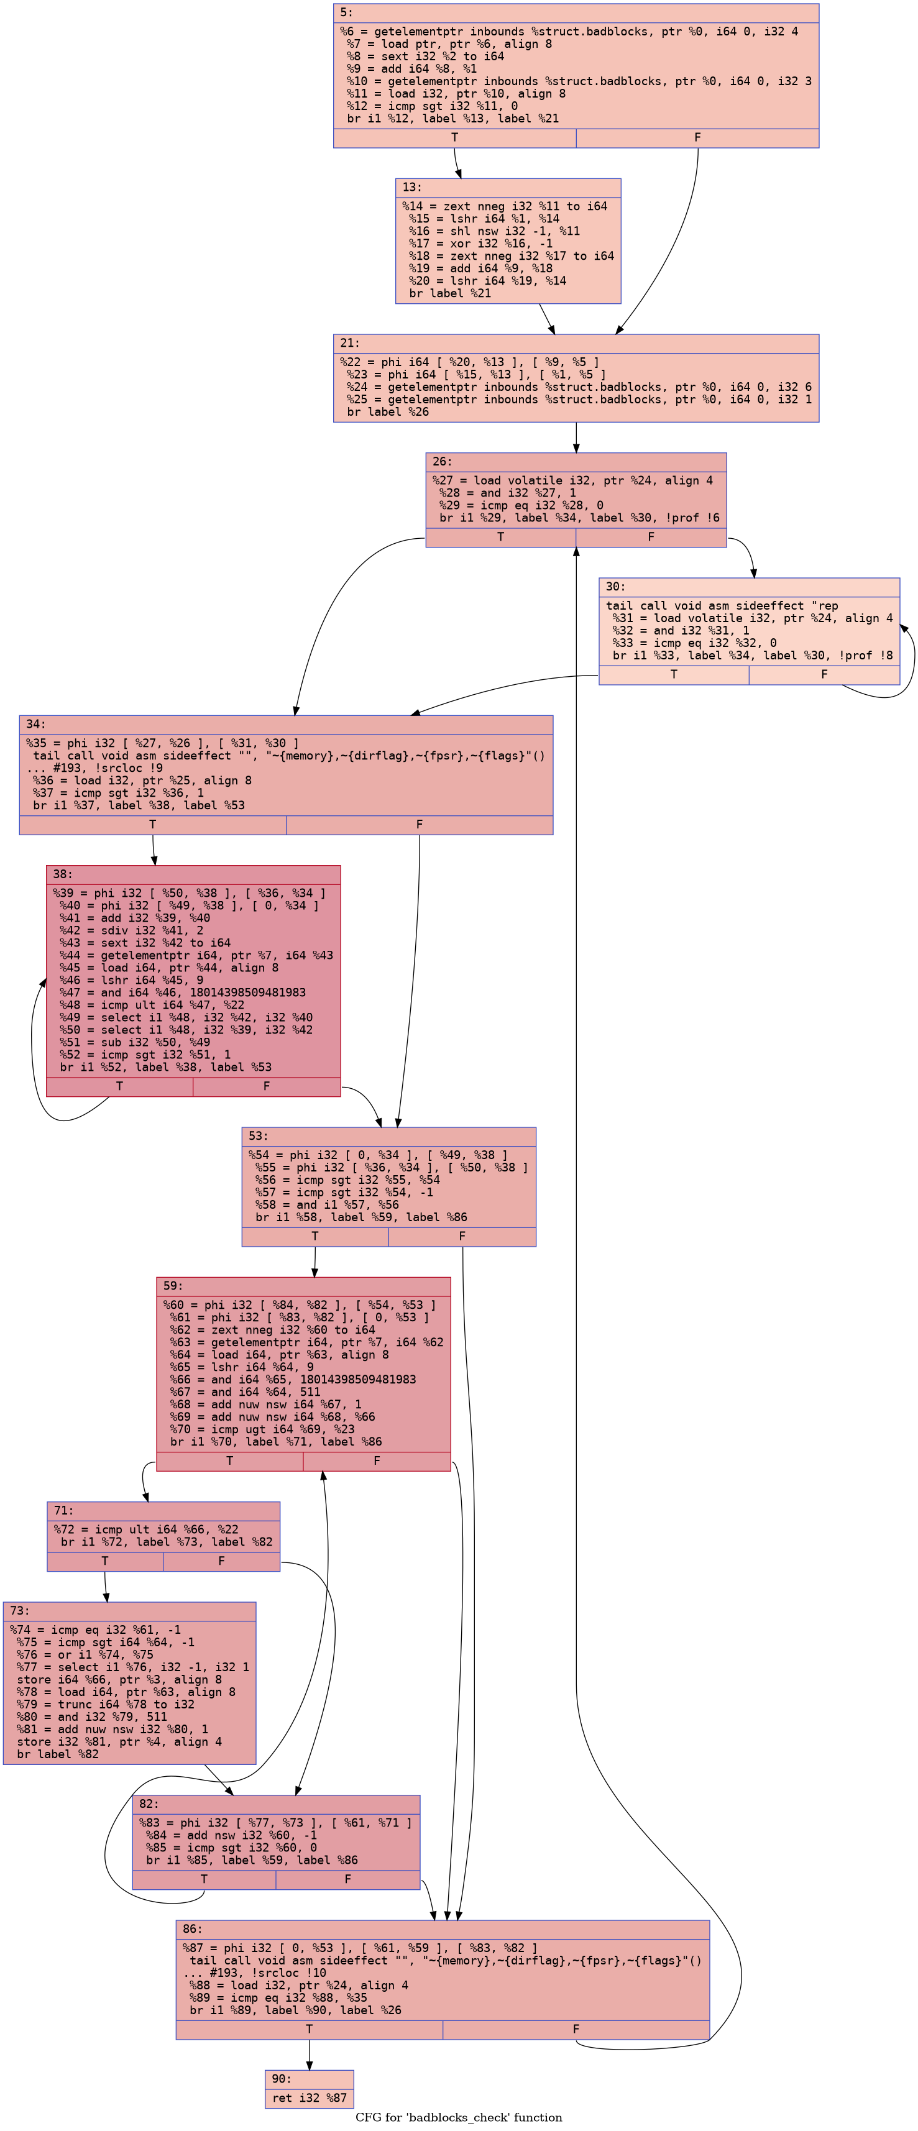 5:
%6 = getelementptr inbounds %struct.badblocks, ptr %0, i64 0, i32 4
%7 = load ptr, ptr %6, align 8
%8 = sext i32 %2 to i64
%9 = add i64 %8, %1
%10 = getelementptr inbounds %struct.badblocks, ptr %0, i64 0, i32 3
%11 = load i32, ptr %10, align 8
%12 = icmp sgt i32 %11, 0
br i1 %12, label %13, label %21
T F
13:
%14 = zext nneg i32 %11 to i64
%15 = lshr i64 %1, %14
%16 = shl nsw i32 -1, %11
%17 = xor i32 %16, -1
%18 = zext nneg i32 %17 to i64
%19 = add i64 %9, %18
%20 = lshr i64 %19, %14
br label %21
21:
%22 = phi i64 [ %20, %13 ], [ %9, %5 ]
%23 = phi i64 [ %15, %13 ], [ %1, %5 ]
%24 = getelementptr inbounds %struct.badblocks, ptr %0, i64 0, i32 6
%25 = getelementptr inbounds %struct.badblocks, ptr %0, i64 0, i32 1
br label %26
26:
%27 = load volatile i32, ptr %24, align 4
%28 = and i32 %27, 1
%29 = icmp eq i32 %28, 0
br i1 %29, label %34, label %30, !prof !6
T F
30:
tail call void asm sideeffect "rep
%31 = load volatile i32, ptr %24, align 4
%32 = and i32 %31, 1
%33 = icmp eq i32 %32, 0
br i1 %33, label %34, label %30, !prof !8
T F
34:
%35 = phi i32 [ %27, %26 ], [ %31, %30 ]
tail call void asm sideeffect "", "~{memory},~{dirflag},~{fpsr},~{flags}"()
... #193, !srcloc !9
%36 = load i32, ptr %25, align 8
%37 = icmp sgt i32 %36, 1
br i1 %37, label %38, label %53
T F
38:
%39 = phi i32 [ %50, %38 ], [ %36, %34 ]
%40 = phi i32 [ %49, %38 ], [ 0, %34 ]
%41 = add i32 %39, %40
%42 = sdiv i32 %41, 2
%43 = sext i32 %42 to i64
%44 = getelementptr i64, ptr %7, i64 %43
%45 = load i64, ptr %44, align 8
%46 = lshr i64 %45, 9
%47 = and i64 %46, 18014398509481983
%48 = icmp ult i64 %47, %22
%49 = select i1 %48, i32 %42, i32 %40
%50 = select i1 %48, i32 %39, i32 %42
%51 = sub i32 %50, %49
%52 = icmp sgt i32 %51, 1
br i1 %52, label %38, label %53
T F
53:
%54 = phi i32 [ 0, %34 ], [ %49, %38 ]
%55 = phi i32 [ %36, %34 ], [ %50, %38 ]
%56 = icmp sgt i32 %55, %54
%57 = icmp sgt i32 %54, -1
%58 = and i1 %57, %56
br i1 %58, label %59, label %86
T F
59:
%60 = phi i32 [ %84, %82 ], [ %54, %53 ]
%61 = phi i32 [ %83, %82 ], [ 0, %53 ]
%62 = zext nneg i32 %60 to i64
%63 = getelementptr i64, ptr %7, i64 %62
%64 = load i64, ptr %63, align 8
%65 = lshr i64 %64, 9
%66 = and i64 %65, 18014398509481983
%67 = and i64 %64, 511
%68 = add nuw nsw i64 %67, 1
%69 = add nuw nsw i64 %68, %66
%70 = icmp ugt i64 %69, %23
br i1 %70, label %71, label %86
T F
71:
%72 = icmp ult i64 %66, %22
br i1 %72, label %73, label %82
T F
73:
%74 = icmp eq i32 %61, -1
%75 = icmp sgt i64 %64, -1
%76 = or i1 %74, %75
%77 = select i1 %76, i32 -1, i32 1
store i64 %66, ptr %3, align 8
%78 = load i64, ptr %63, align 8
%79 = trunc i64 %78 to i32
%80 = and i32 %79, 511
%81 = add nuw nsw i32 %80, 1
store i32 %81, ptr %4, align 4
br label %82
82:
%83 = phi i32 [ %77, %73 ], [ %61, %71 ]
%84 = add nsw i32 %60, -1
%85 = icmp sgt i32 %60, 0
br i1 %85, label %59, label %86
T F
86:
%87 = phi i32 [ 0, %53 ], [ %61, %59 ], [ %83, %82 ]
tail call void asm sideeffect "", "~{memory},~{dirflag},~{fpsr},~{flags}"()
... #193, !srcloc !10
%88 = load i32, ptr %24, align 4
%89 = icmp eq i32 %88, %35
br i1 %89, label %90, label %26
T F
90:
ret i32 %87
CFG for 'badblocks_check' function